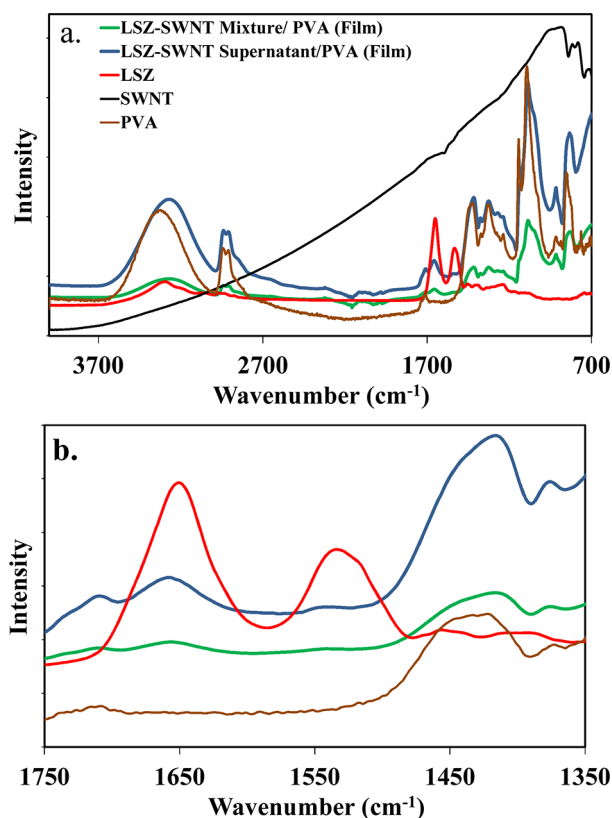 a.
LSZ-SWNT Mixture/ PVA (Film)
LSZ-SWNT Supernatant/PVA (Film)
LSZ
SWNT
PVA
Intensity
3700 2700 1700 700
Wavenumber (cm-1)
b.
Intensity
1750 1650 1550 1450 1350
Wavenumber (cm-1)